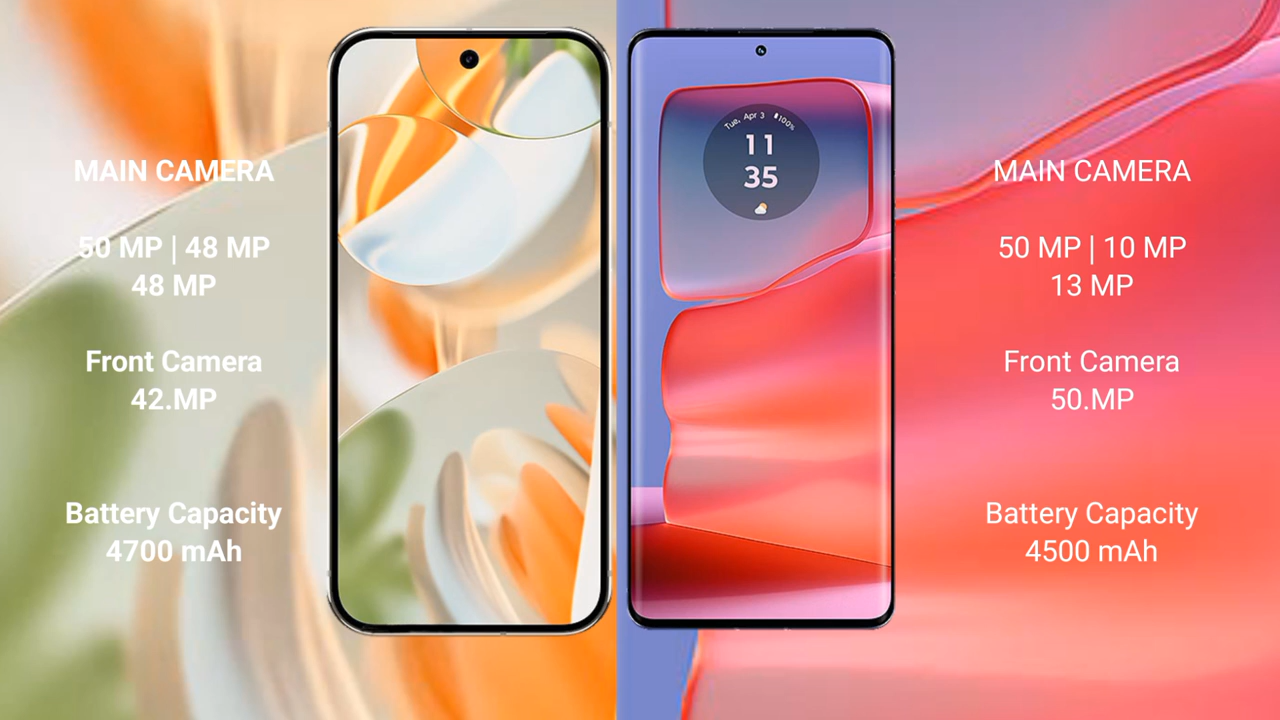 MAIN CAMERA
50 MP | 48 MP
48 MP
Front Camera
42.MP
Battery Capacity
4700 mAh
Tue, Apr 3 100%
11
35
MAIN CAMERA
50 MP | 10 MP
13 MP
Front Camera
50.MP
Battery Capacity
4500 mAh